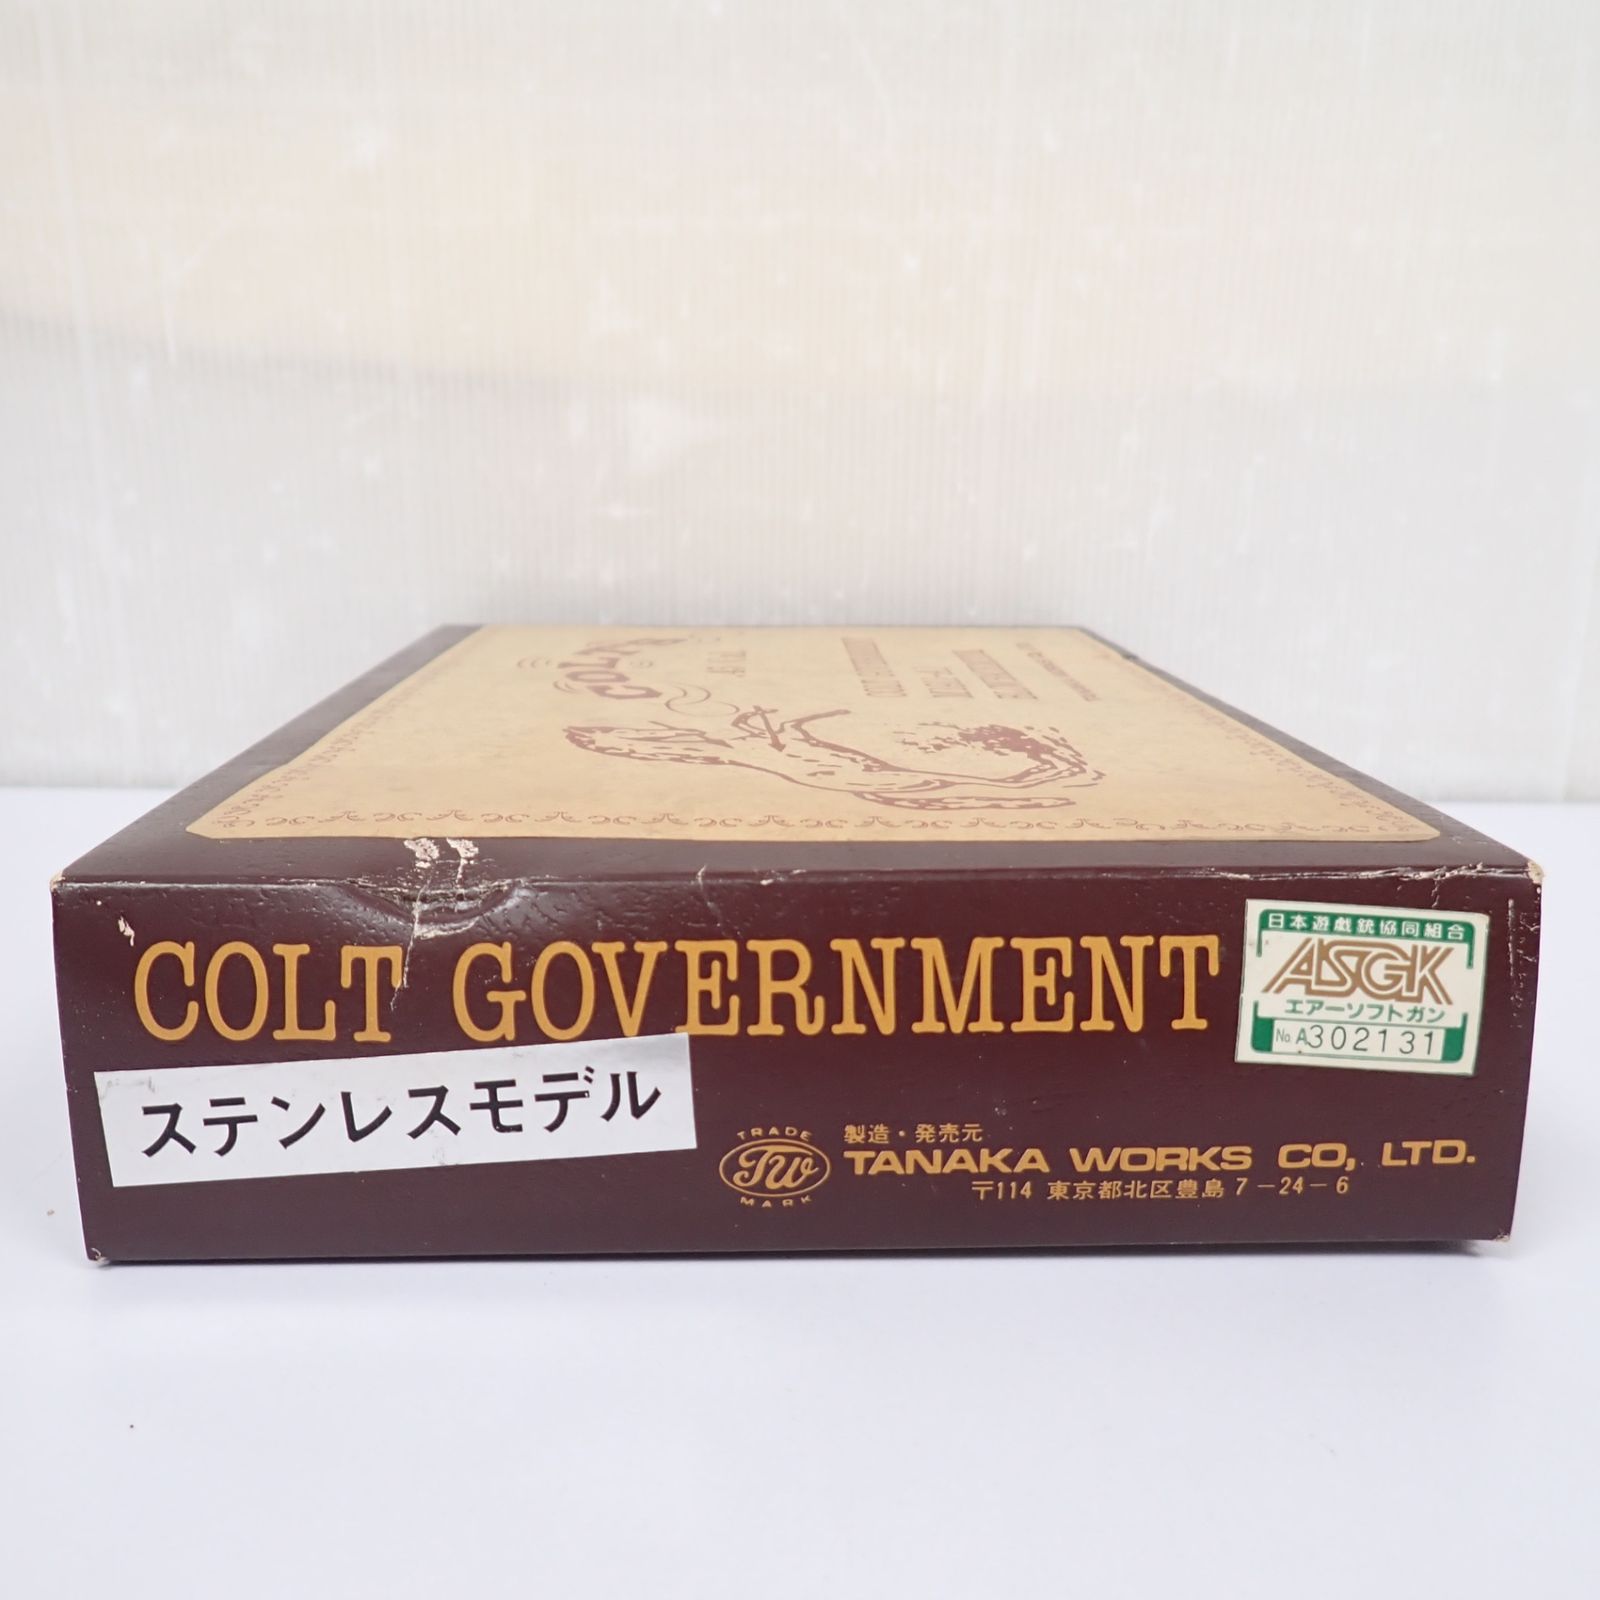 COLT'S
COLT GOVERNMENT
日本遊戯銃協同組合
ASGK
エアーソフトガン
No. A302131
ステンレスモデル
TRADE
TW
MARK
製造・発売元
TANAKA WORKS CO, LTD.
〒114 東京都北区豊島 7-24-6